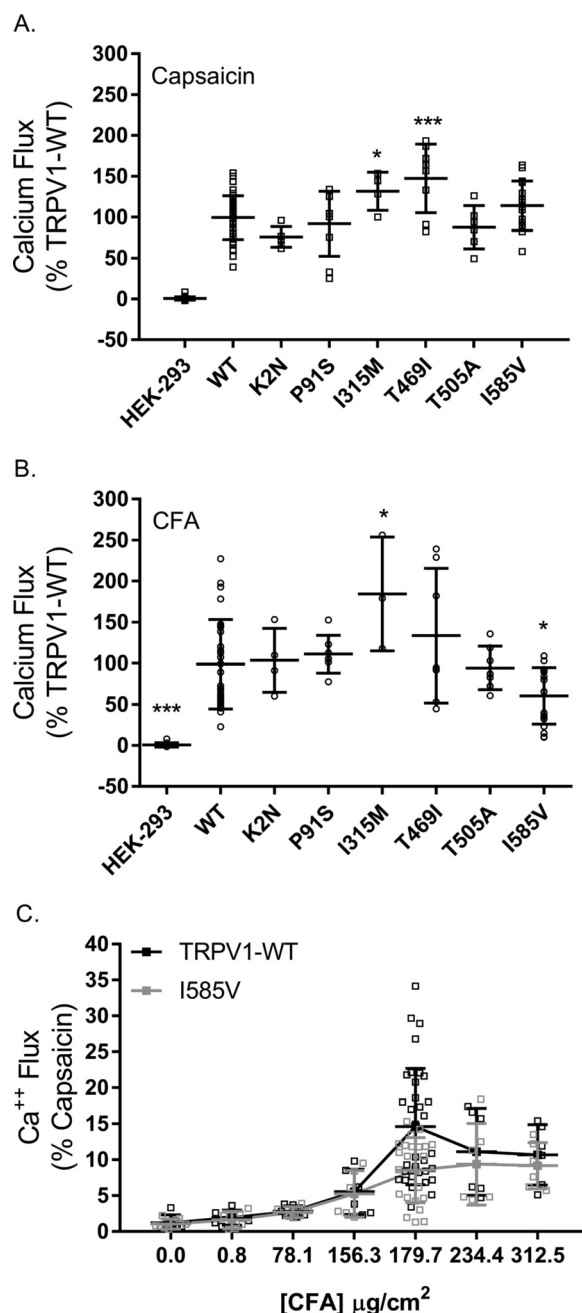 A.
Capsaicin
Calcium Flux
(% TRPV1-WT)
300
250
200
150
100
50
0
-50
*
***
HEK-293
WT
K2N
P91S
I315M
T469I
T505A
I585V
B.
CFA
Calcium Flux
(% TRPV1-WT)
300
250
200
150
100
50
0
-50
***
*
*
HEK-293
WT
K2N
P91S
I315M
T469I
T505A
I585V
C.
TRPV1-WT
I585V
Ca++ Flux
(% Capsaicin)
40
35
30
25
20
15
10
5
0
0.0 0.8 78.1 156.3 179.7 234.4 312.5
[CFA] µg/cm²